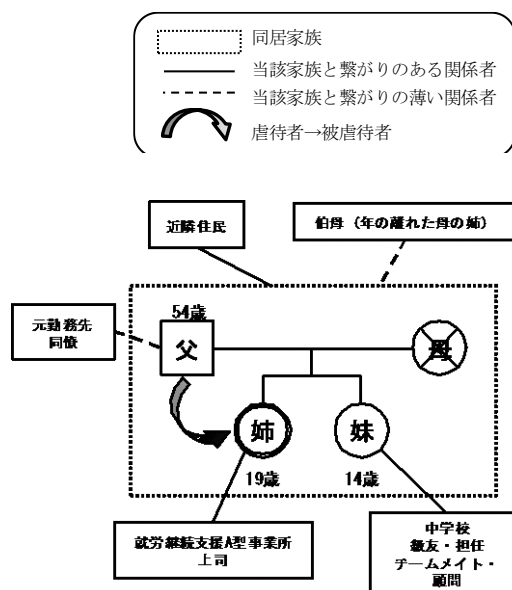 同居家族
当該家族と繋がりのある関係者
当該家族と繋がりの薄い関係者
虐待者→被虐待者
近隣住民
伯母（年の離れた母の姉）
元勤務先
同僚
54歳
父
母
姉
妹
19歳
14歳
就労継続支援A型事業所
上司
中学校
級友・担任
チームメイト・
顧問